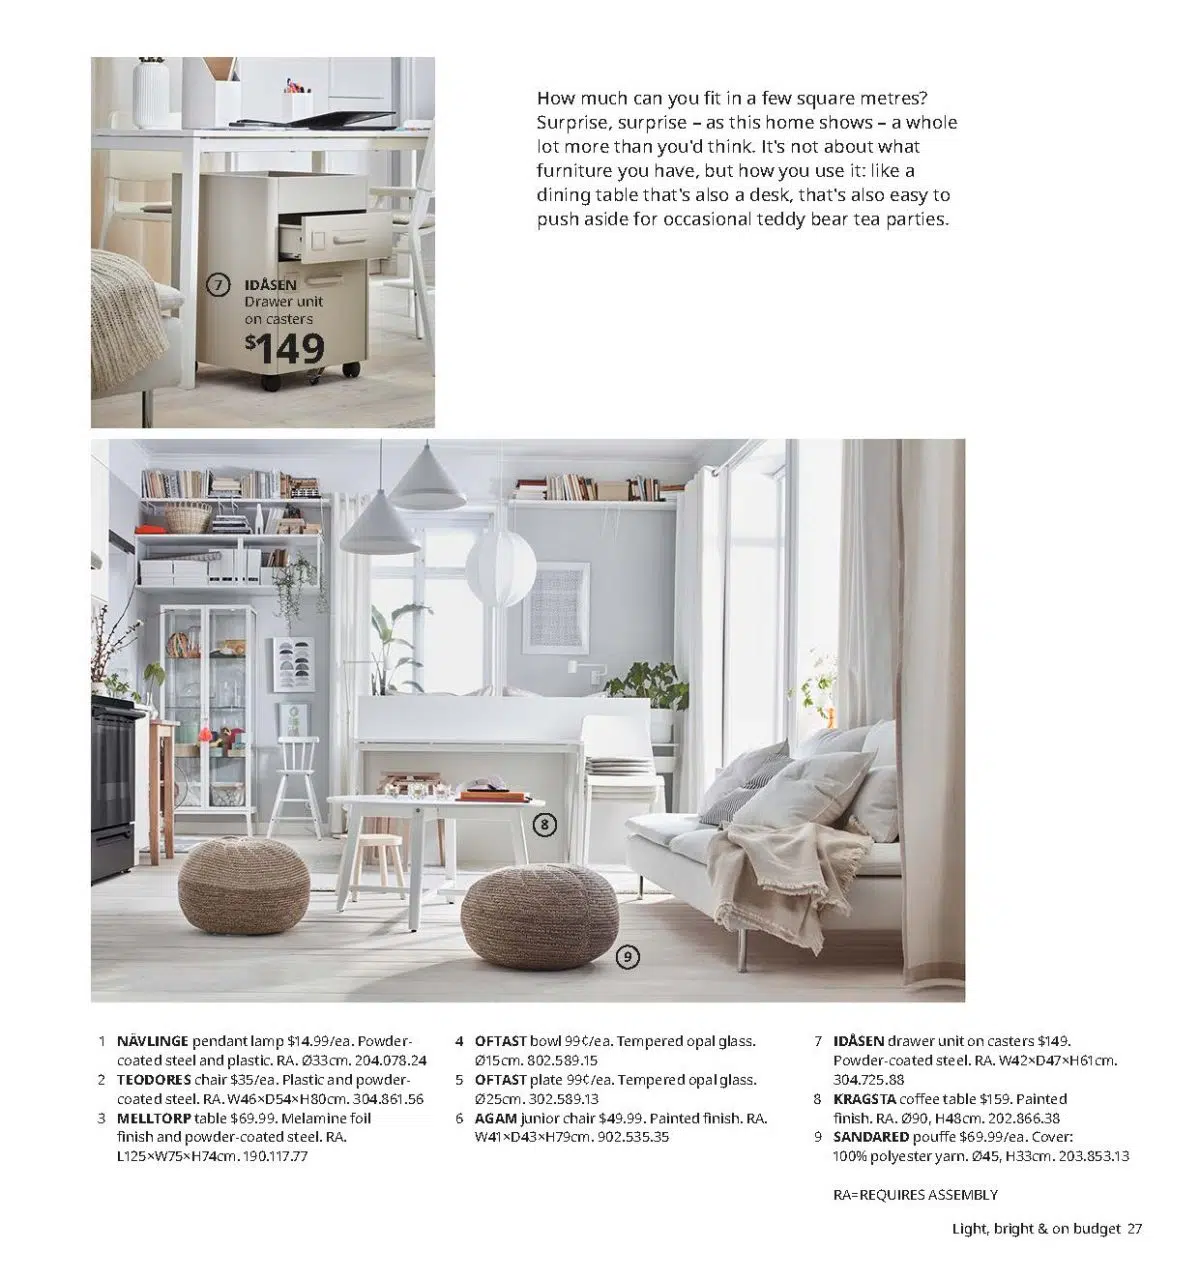 How much can you fit in a few square metres?
Surprise, surprise – as this home shows – a whole
lot more than you'd think. It's not about what
furniture you have, but how you use it: like a
dining table that's also a desk, that's also easy to
push aside for occasional teddy bear tea parties.
7 IDÅSEN
Drawer unit
on casters
$149
8
9
1 NÄVLINGE pendant lamp $14.99/ea. Powder-
coated steel and plastic. RA. Ø33cm. 204.078.24
2 TEODORES chair $35/ea. Plastic and powder-
coated steel. RA. W46×D54×H80cm. 304.861.56
3 MELLTORP table $69.99. Melamine foil
finish and powder-coated steel. RA.
L125×W75×H74cm. 190.117.77
4 OFTAST bowl 99¢/ea. Tempered opal glass.
Ø15cm. 802.589.15
5 OFTAST plate 99¢/ea. Tempered opal glass.
Ø25cm. 302.589.13
6 AGAM junior chair $49.99. Painted finish. RA.
W41×D43×H79cm. 902.535.35
7 IDÅSEN drawer unit on casters $149.
Powder-coated steel. RA. W42×D47×H61cm.
304.725.88
8 KRAGSTA coffee table $159. Painted
finish. RA. Ø90, H48cm. 202.866.38
9 SANDARED pouffe $69.99/ea. Cover:
100% polyester yarn. Ø45, H33cm. 203.853.13
RA=REQUIRES ASSEMBLY
Light, bright & on budget 27